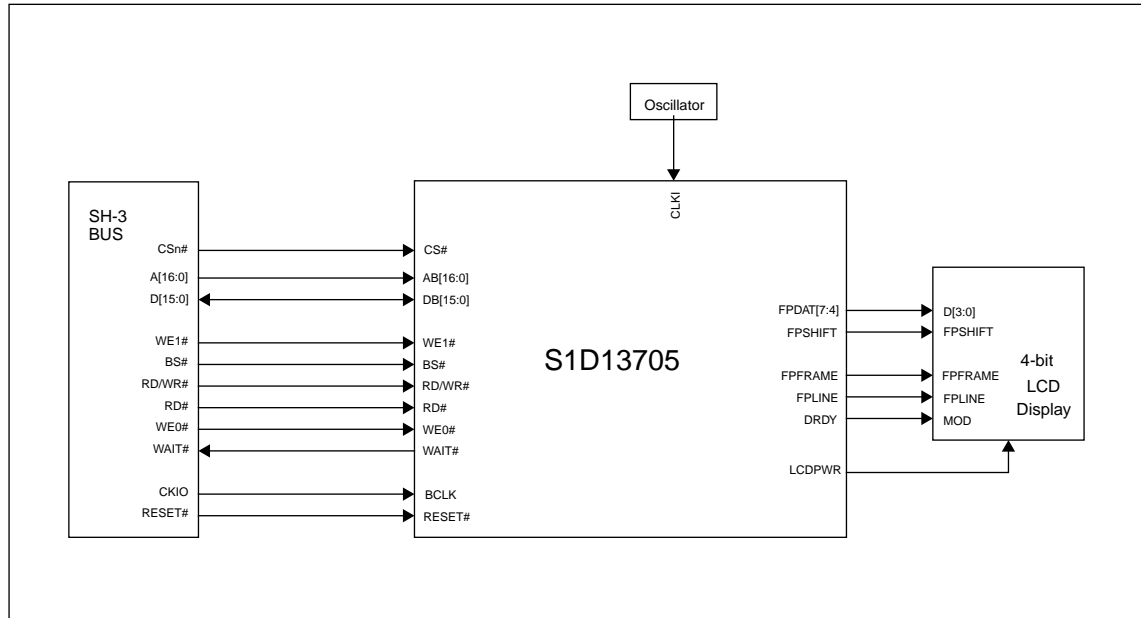 Oscillator
CLKI
SH-3
BUS
CSn#
A[16:0]
D[15:0]
WE1#
BS#
RD/WR#
RD#
WE0#
WAIT#
CKIO
RESET#
CS#
AB[16:0]
DB[15:0]
WE1#
BS#
RD/WR#
RD#
WE0#
WAIT#
BCLK
RESET#
S1D13705
FPDAT[7:4]
FPSHIFT
FPFRAME
FPLINE
DRDY
LCDPWR
D[3:0]
FPSHIFT
FPFRAME
FPLINE
MOD
4-bit
LCD
Display